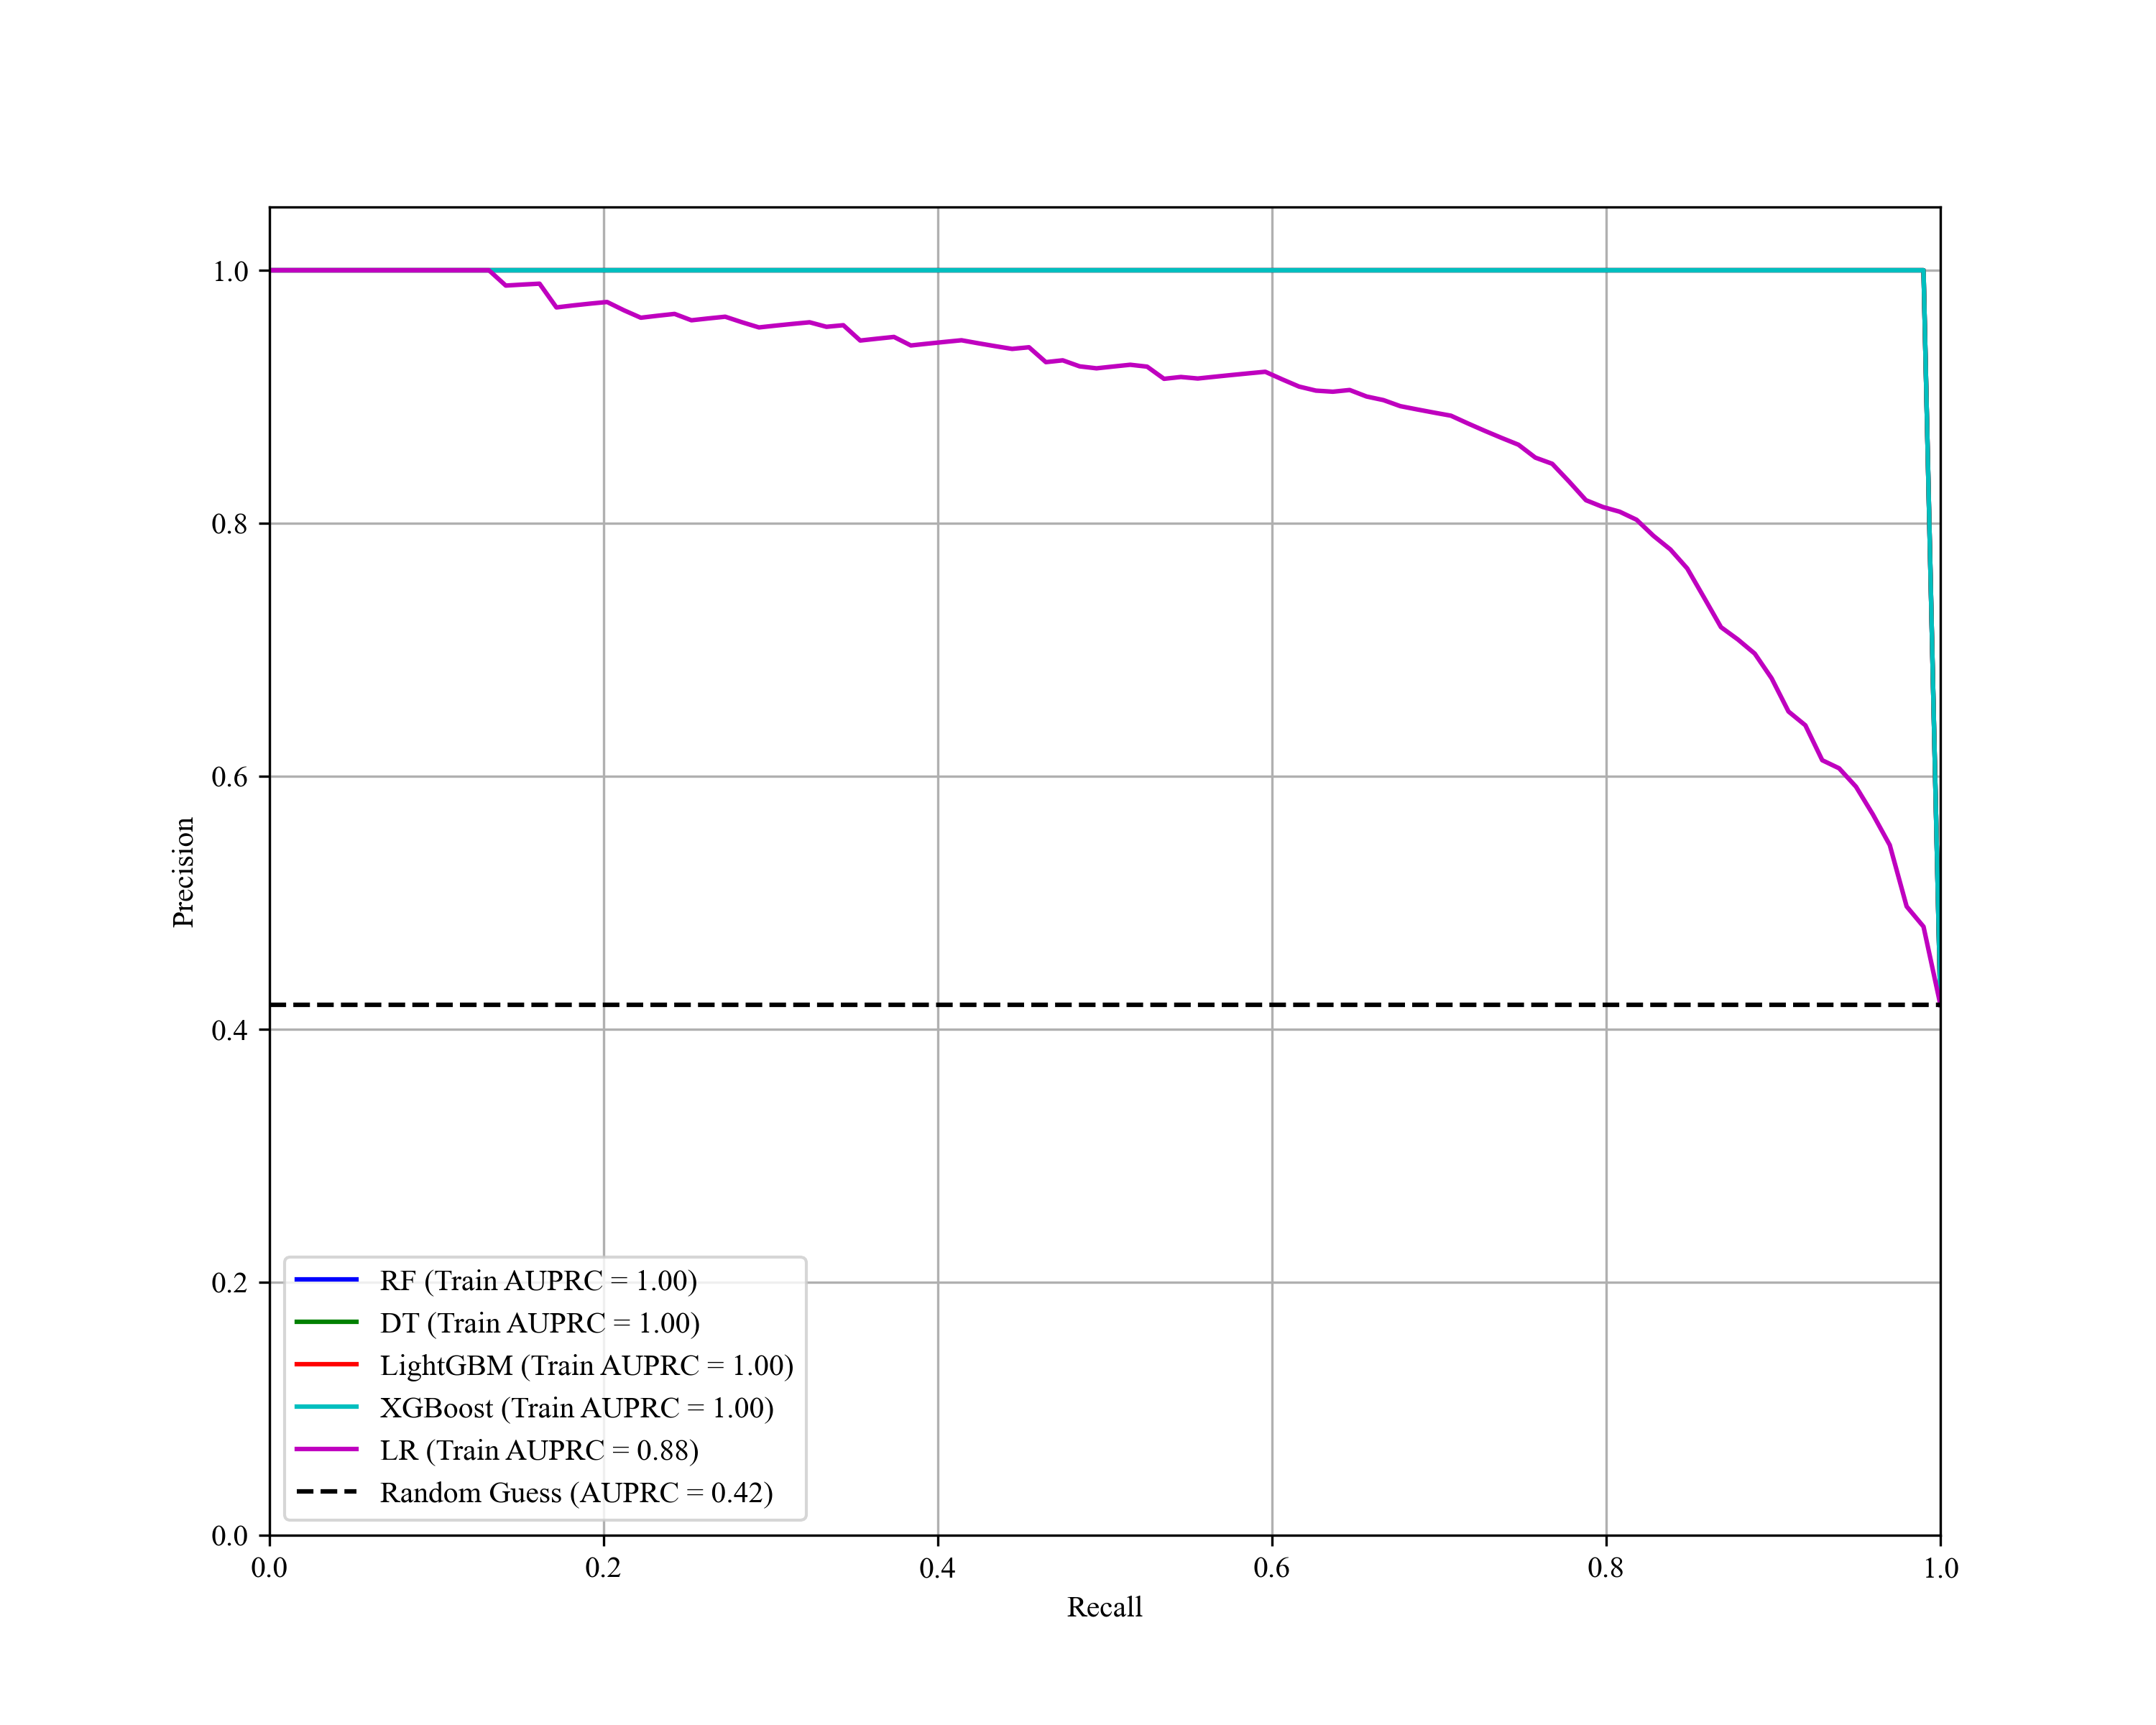 1.0
0.8
0.6
0.4
0.2
0.0
Precision
RF (Train AUPRC = 1.00)
DT (Train AUPRC = 1.00)
LightGBM (Train AUPRC = 1.00)
XGBoost (Train AUPRC = 1.00)
LR (Train AUPRC = 0.88)
Random Guess (AUPRC = 0.42)
0.0 0.2 0.4 0.6 0.8 1.0
Recall